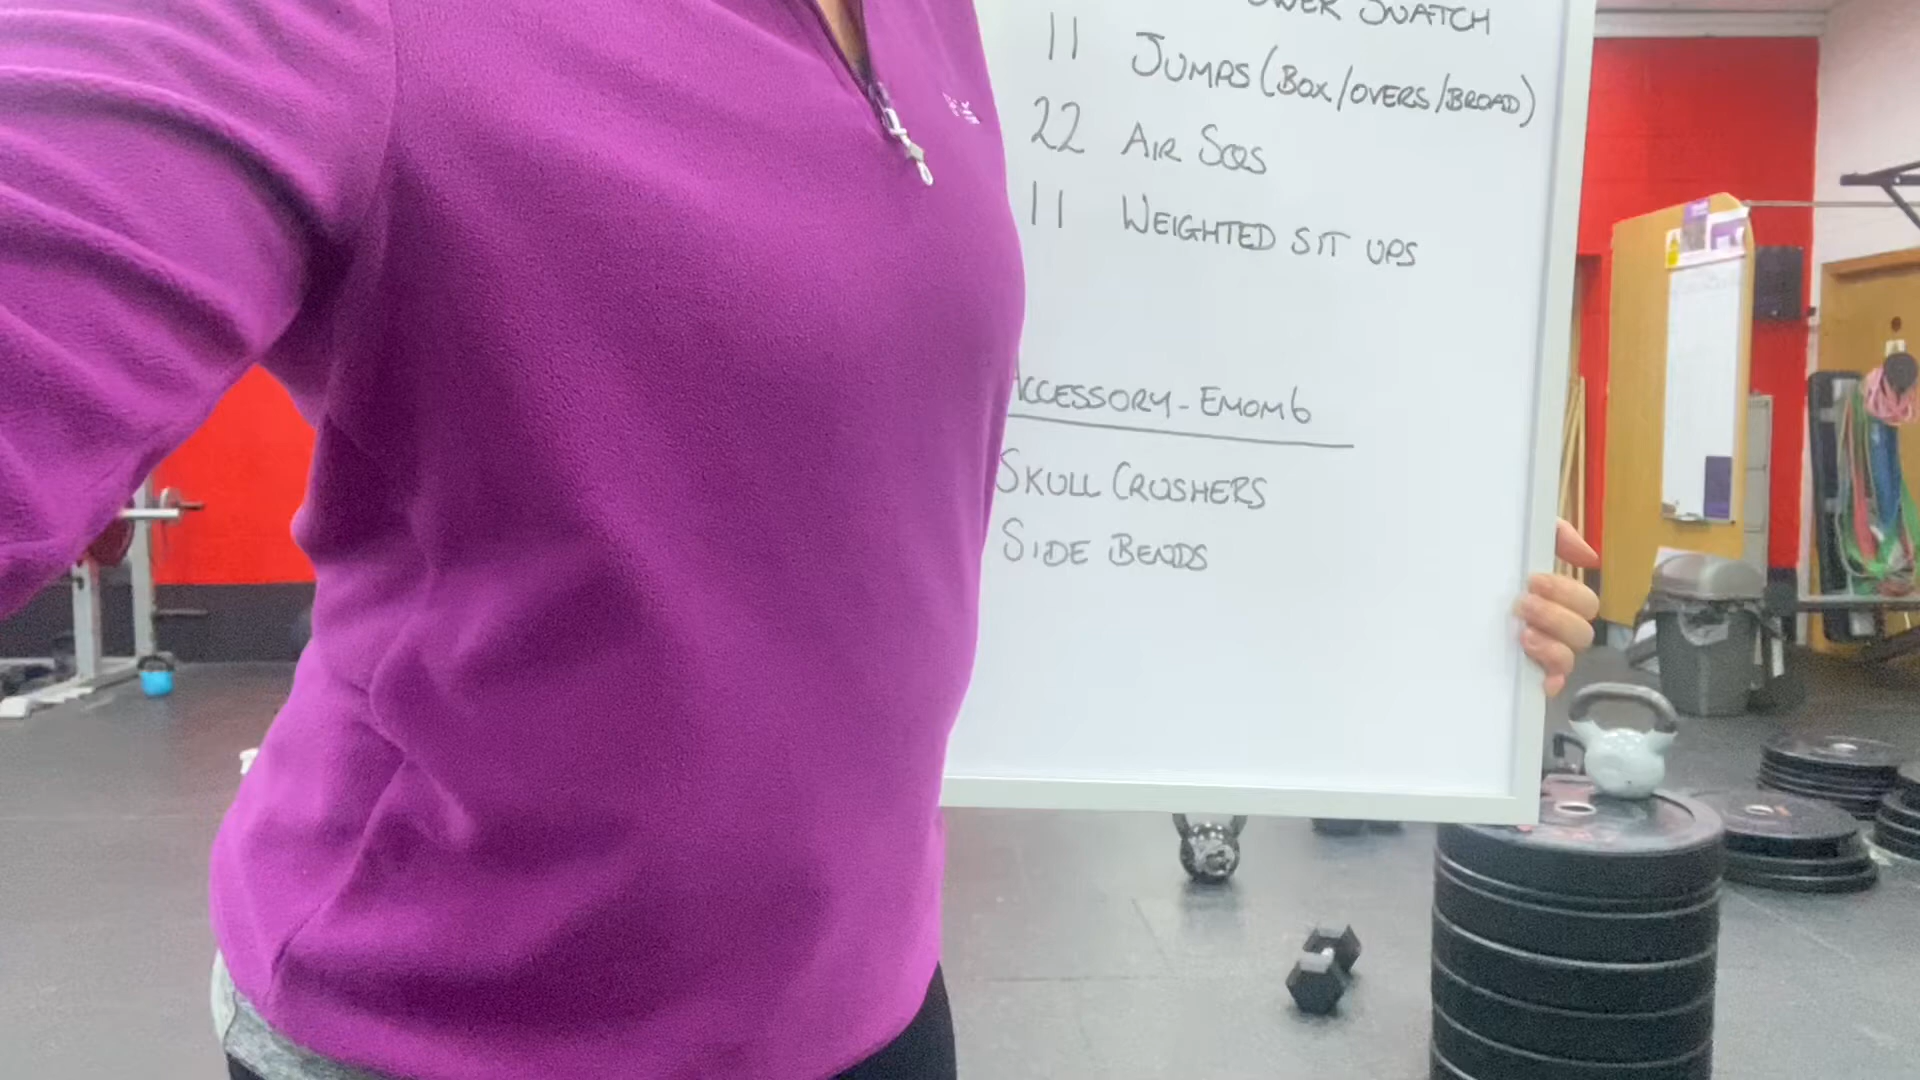 SNATCH
11 JUMPS (BOX/OVERS/BROAD)
22 AIR SQS
11 WEIGHTED SIT UPS
ACCESSORY - EMOM 6
SKULL CRUSHERS
SIDE BENDS